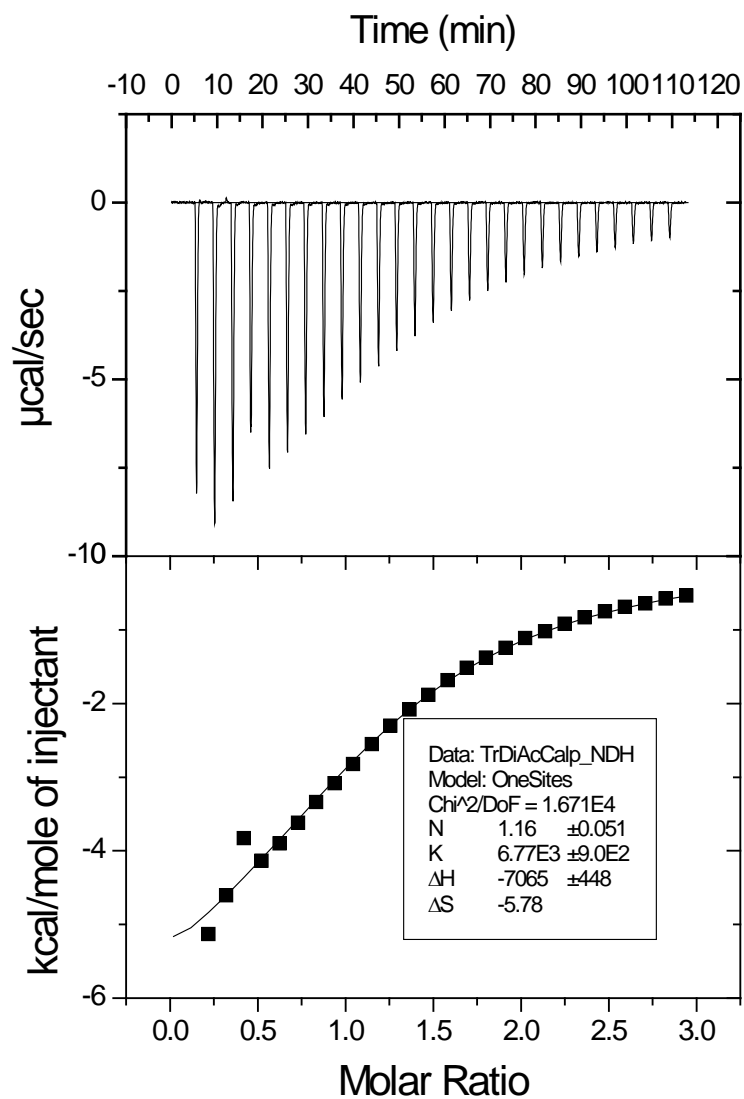 Time (min)
-10 0 10 20 30 40 50 60 70 80 90 100 110 120
0
-5
-10
µcal/sec
-2
-4
-6
kcal/mole of injectant
Data: TrDiAcCalp_NDH
Model: OneSites
Chi^2/DoF = 1.671E4
N 1.16 ±0.051
K 6.77E3 ±9.0E2
ΔH -7065 ±448
ΔS -5.78
0.0 0.5 1.0 1.5 2.0 2.5 3.0
Molar Ratio